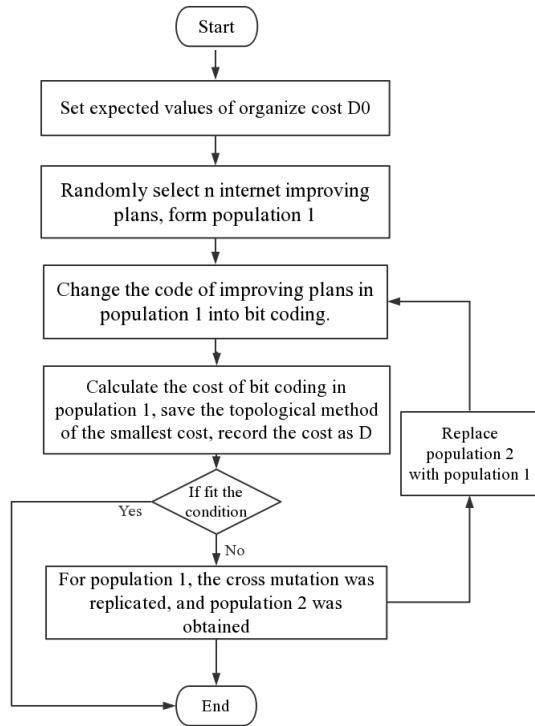 Start
Set expected values of organize cost D0
Randomly select n internet improving
plans, form population 1
Change the code of improving plans in
population 1 into bit coding.
Calculate the cost of bit coding in
population 1, save the topological method
of the smallest cost, record the cost as D
Replace
population 2
with population 1
If fit the
condition
Yes
No
For population 1, the cross mutation was
replicated, and population 2 was
obtained
End